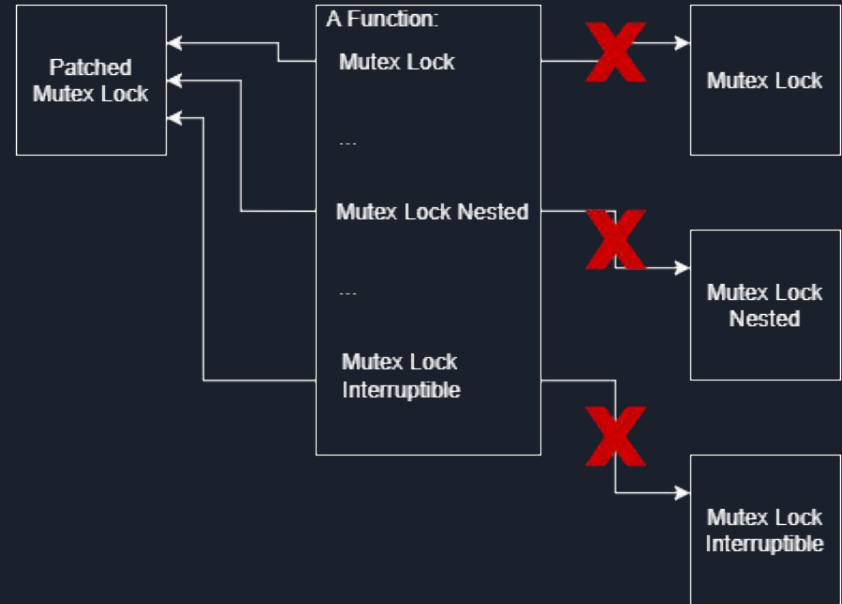 Patched
Mutex Lock
A Function:
Mutex Lock
...
Mutex Lock Nested
...
Mutex Lock
Interruptible
Mutex Lock
Mutex Lock
Nested
Mutex Lock
Interruptible